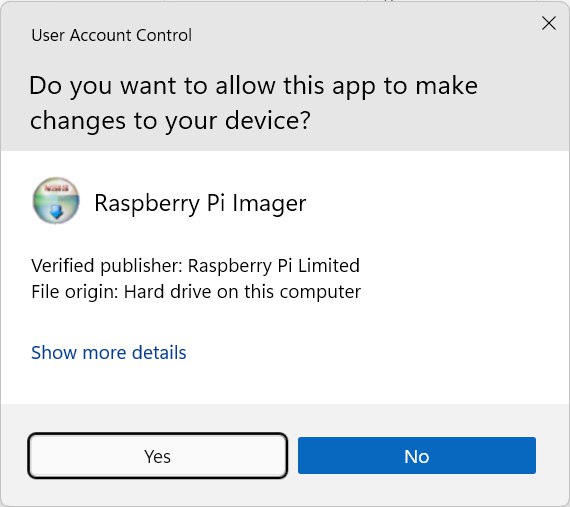 User Account Control
Do you want to allow this app to make
changes to your device?
Raspberry Pi Imager
Verified publisher: Raspberry Pi Limited
File origin: Hard drive on this computer
Show more details
Yes
No